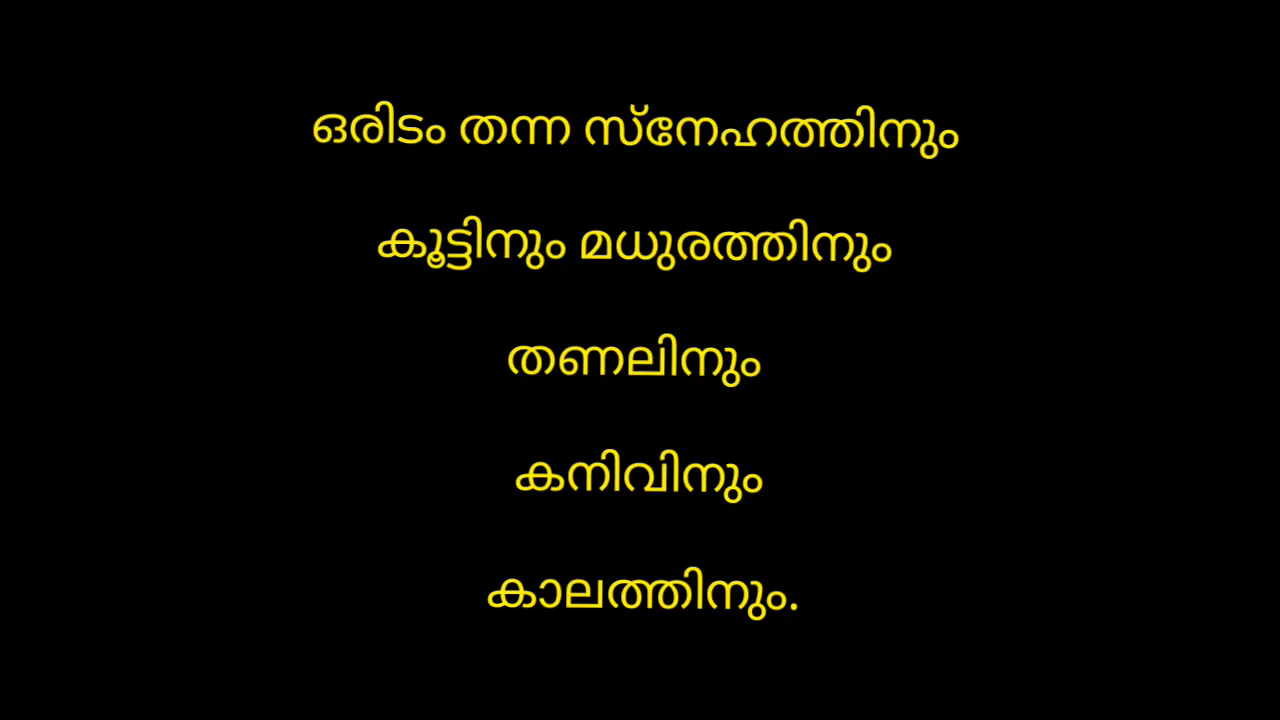 ഒരിടം തന്ന സ്നേഹത്തിനും
കൂട്ടിനും മധുരത്തിനും
തണലിനും
കനിവിനും
കാലത്തിനും.